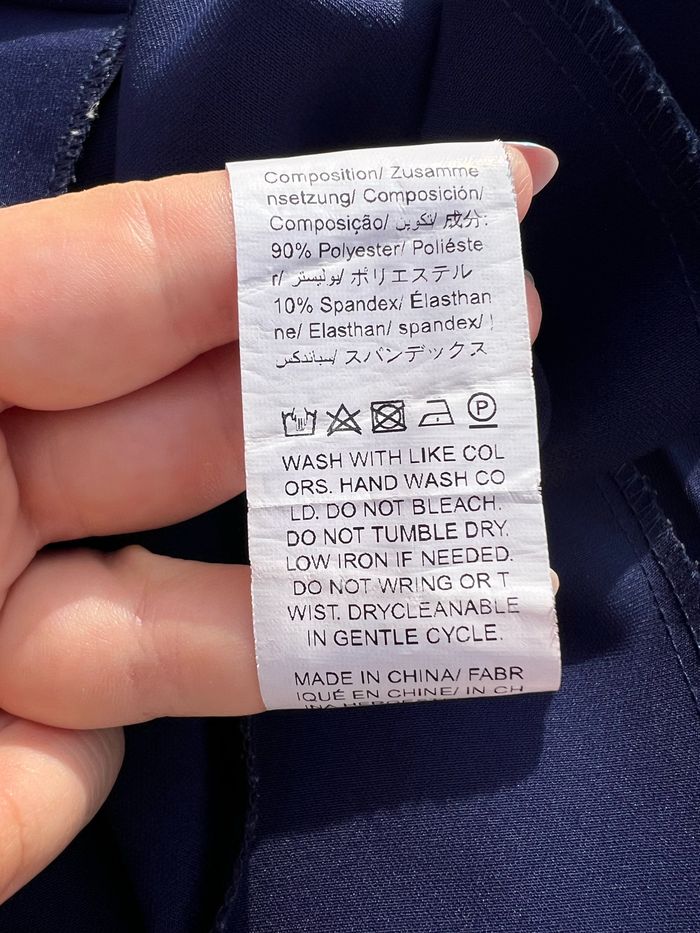 Composition/ Zusamme
nsetzung/ Composición/
Composição/ تكوين/ 成分:
90% Polyester/ Poliéste
r/ بوليستر/ ポリエステル
10% Spandex/ Élasthan
ne/ Elasthan/ spandex/
سباندكس/ スパンデックス
P
WASH WITH LIKE COL
ORS. HAND WASH CO
LD. DO NOT BLEACH.
DO NOT TUMBLE DRY.
LOW IRON IF NEEDED.
DO NOT WRING OR T
WIST. DRYCLEANABLE
IN GENTLE CYCLE.
MADE IN CHINA/ FABR
IQUÉ EN CHINE/ IN CH